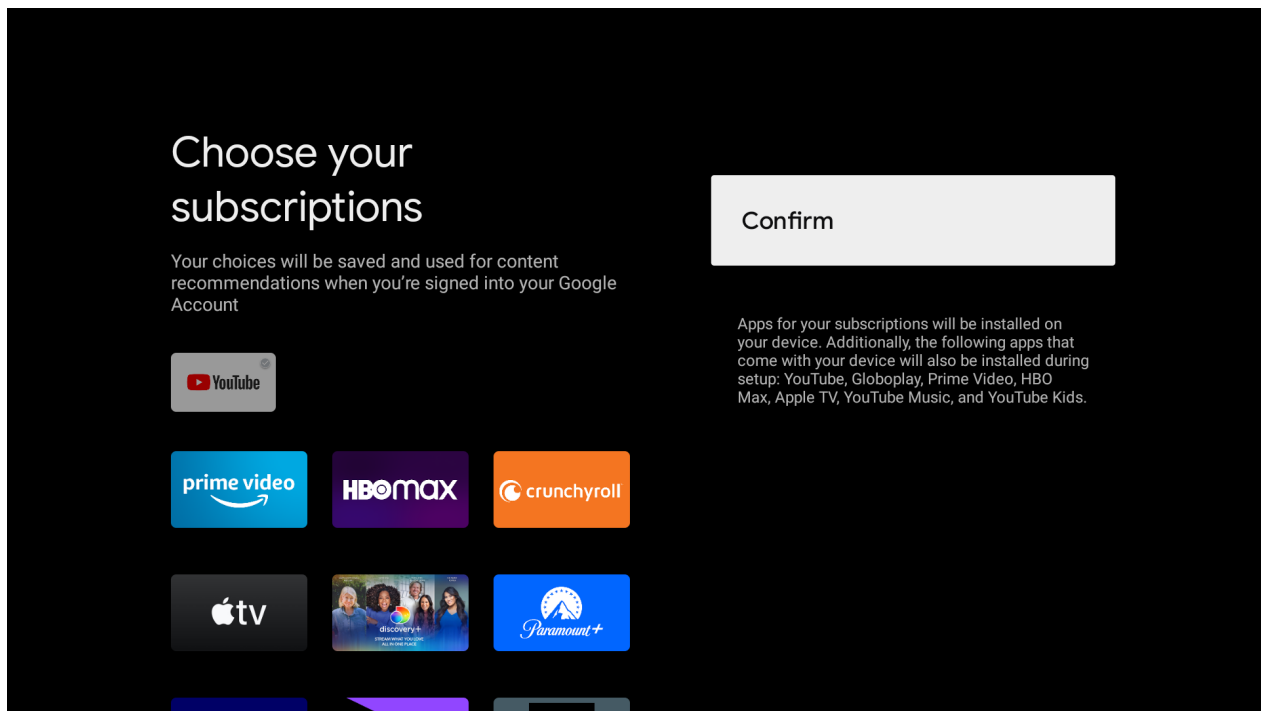 Choose your
subscriptions
Your choices will be saved and used for content
recommendations when you’re signed into your Google
Account
YouTube
prime video
HBOmax
crunchyroll
tv
discovery+
STREAM WHAT YOU LOVE
ALL IN ONE PLACE
Paramount+
Confirm
Apps for your subscriptions will be installed on
your device. Additionally, the following apps that
come with your device will also be installed during
setup: YouTube, Globoplay, Prime Video, HBO
Max, Apple TV, YouTube Music, and YouTube Kids.